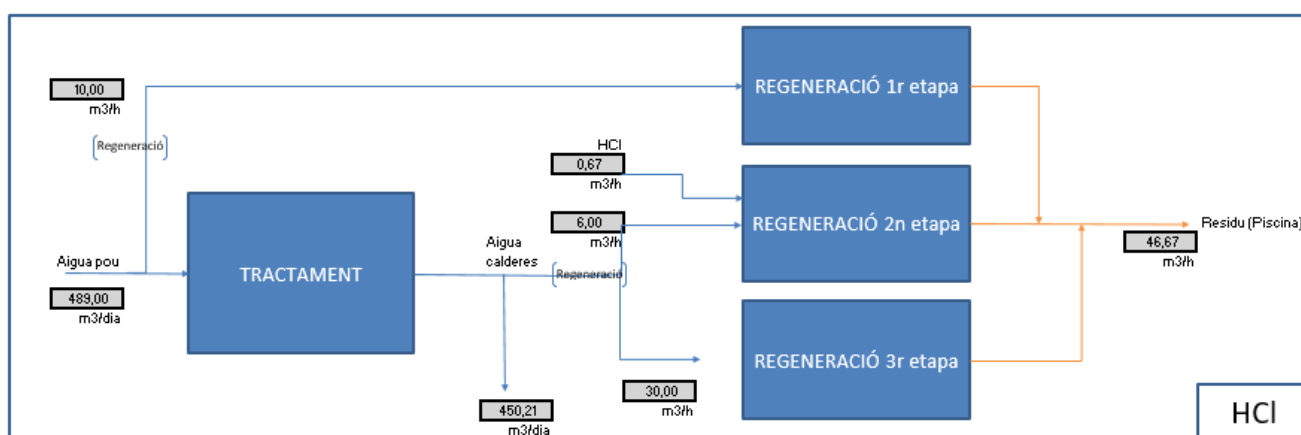 10,00
m3/h
(Regeneració)
REGENERACIÓ 1r etapa
HCl
0,67
m3/h
6,00
m3/h
REGENERACIÓ 2n etapa
Residu (Piscina)
46,67
m3/h
Aigua pou
489,00
m3/dia
TRACTAMENT
Aigua
calderes
(Regeneració)
REGENERACIÓ 3r etapa
30,00
m3/h
450,21
m3/dia
HCl